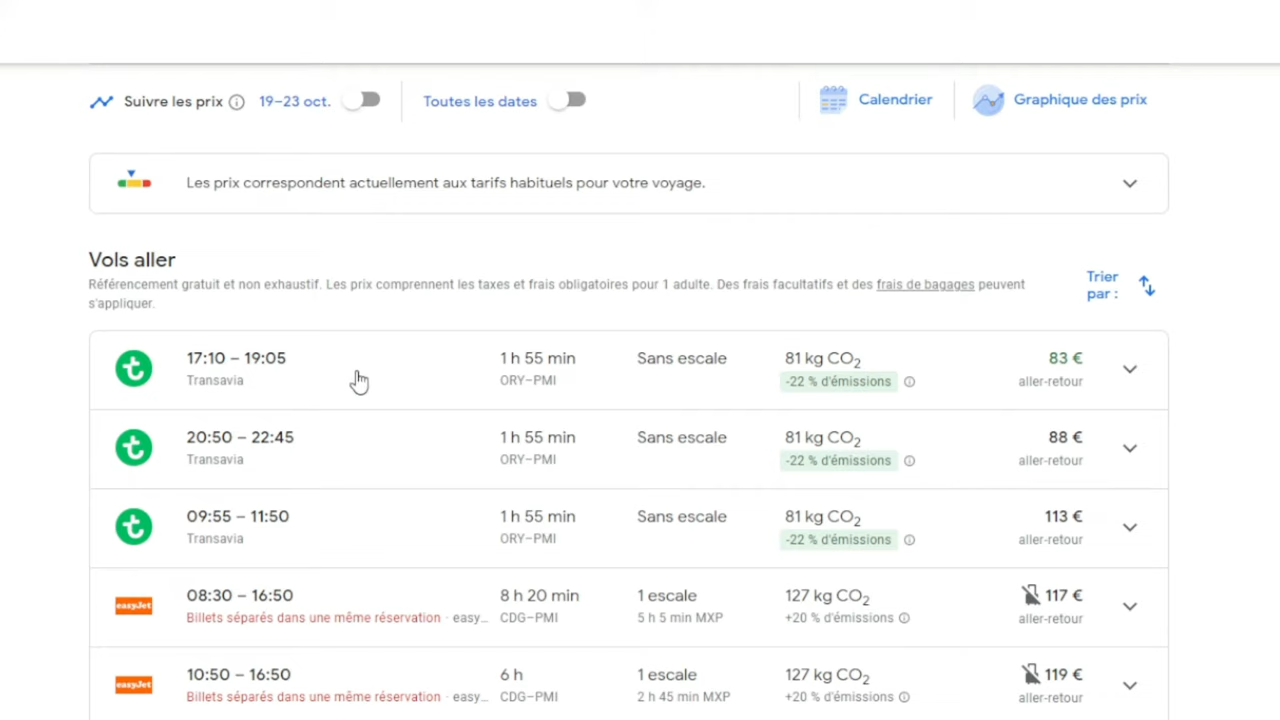 Suivre les prix 19–23 oct. Toutes les dates Calendrier Graphique des prix
Les prix correspondent actuellement aux tarifs habituels pour votre voyage.
Vols aller
Référencement gratuit et non exhaustif. Les prix comprennent les taxes et frais obligatoires pour 1 adulte. Des frais facultatifs et des frais de bagages peuvent
s'appliquer.
Trier
par :
17:10 – 19:05 1 h 55 min Sans escale 81 kg CO2 83 €
Transavia ORY–PMI -22 % d'émissions aller-retour
20:50 – 22:45 1 h 55 min Sans escale 81 kg CO2 88 €
Transavia ORY–PMI -22 % d'émissions aller-retour
09:55 – 11:50 1 h 55 min Sans escale 81 kg CO2 113 €
Transavia ORY–PMI -22 % d'émissions aller-retour
08:30 – 16:50 8 h 20 min 1 escale 127 kg CO2 117 €
easyJet Billets séparés dans une même réservation · easy... CDG–PMI 5 h 5 min MXP +20 % d'émissions aller-retour
10:50 – 16:50 6 h 1 escale 127 kg CO2 119 €
easyJet Billets séparés dans une même réservation · easy... CDG–PMI 2 h 45 min MXP +20 % d'émissions aller-retour